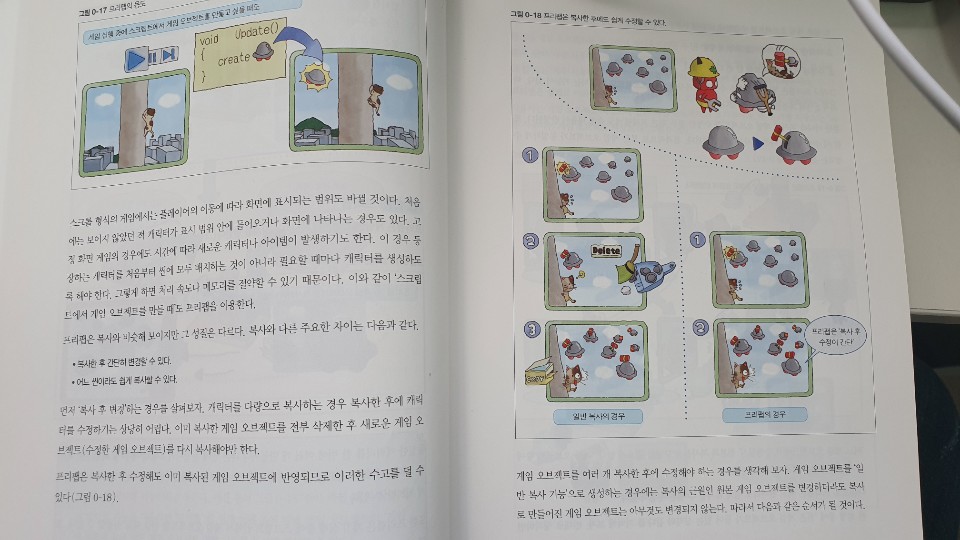 그림 0-17 프리팹의 용도
게임 실행 중에 스크립트에서 게임 오브젝트를 만들고 싶을 때도
void Update()
{
create
}
스크롤 형식의 게임에서는 플레이어의 이동에 따라 화면에 표시되는 범위도 바뀔 것이다. 처음
에는 보이지 않았던 적 캐릭터가 표시 범위 안에 들어오거나 화면에 나타나는 경우도 있다. 고
정 화면 게임의 경우에도 시간에 따라 새로운 캐릭터나 아이템이 발생하기도 한다. 이 경우 등
장하는 캐릭터를 처음부터 씬에 모두 배치하는 것이 아니라 필요할 때마다 캐릭터를 생성하도
록 해야 한다. 그렇게 하면 처리 속도나 메모리를 절약할 수 있기 때문이다. 이와 같이 '스크립
트에서 게임 오브젝트를 만들 때'도 프리팹을 이용한다.
프리팹은 복사와 비슷해 보이지만 그 성질은 다르다. 복사와 다른 주요한 차이는 다음과 같다.
• 복사한 후 간단히 변경할 수 있다.
• 어느 씬이라도 쉽게 복사할 수 있다.
먼저 '복사 후 변경'하는 경우를 살펴보자. 캐릭터를 다량으로 복사하는 경우 복사한 후에 캐릭
터를 수정하기는 상당히 어렵다. 이미 복사한 게임 오브젝트를 전부 삭제한 후 새로운 게임 오
브젝트(수정한 게임 오브젝트)를 다시 복사해야만 한다.
프리팹은 복사한 후 수정해도 이미 복사된 게임 오브젝트에 반영되므로 이러한 수고를 덜 수
있다(그림 0-18).
그림 0-18 프리팹은 복사한 후에도 쉽게 수정할 수 있다.
1
2
Delete
3
일반 복사의 경우
1
2
프리팹은 '복사 후
수정'이 간다!
프리팹의 경우
게임 오브젝트를 여러 개 복사한 후에 수정해야 하는 경우를 생각해 보자. 게임 오브젝트를 '일
반 복사 기능'으로 생성하는 경우에는 복사의 근원인 원본 게임 오브젝트를 변경하더라도 복사
로 만들어진 게임 오브젝트는 아무것도 변경되지 않는다. 따라서 다음과 같은 순서가 될 것이다.